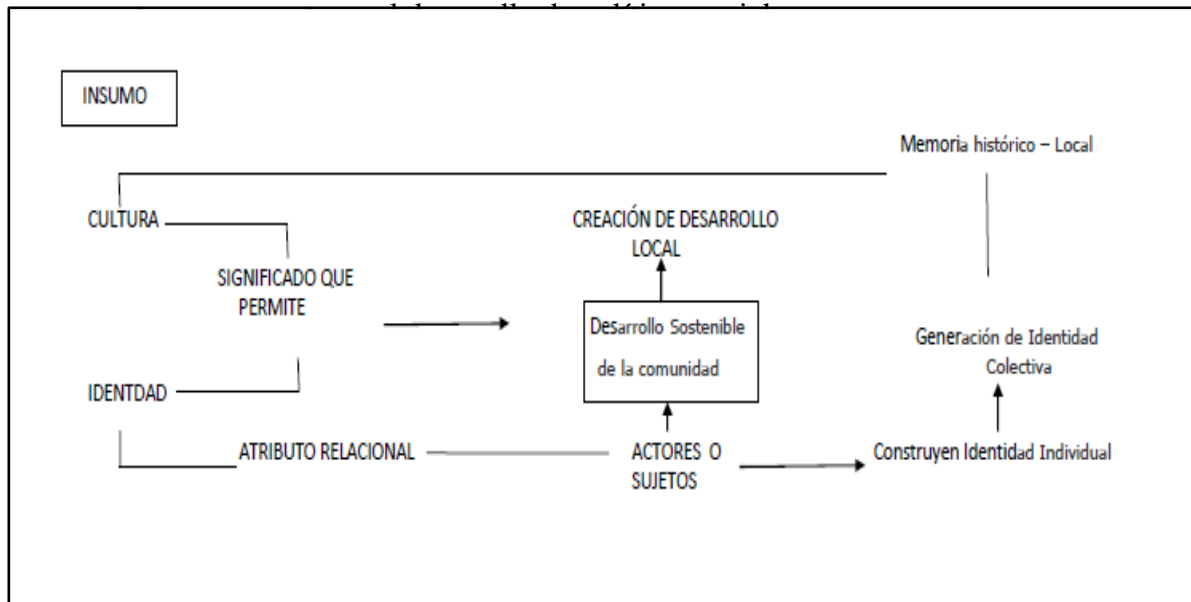 INSUMO
Memoria histórico – Local
CULTURA
CREACIÓN DE DESARROLLO
LOCAL
SIGNIFICADO QUE
PERMITE
Desarrollo Sostenible
de la comunidad
Generación de Identidad
Colectiva
IDENTDAD
ATRIBUTO RELACIONAL
ACTORES O
SUJETOS
Construyen Identidad Individual